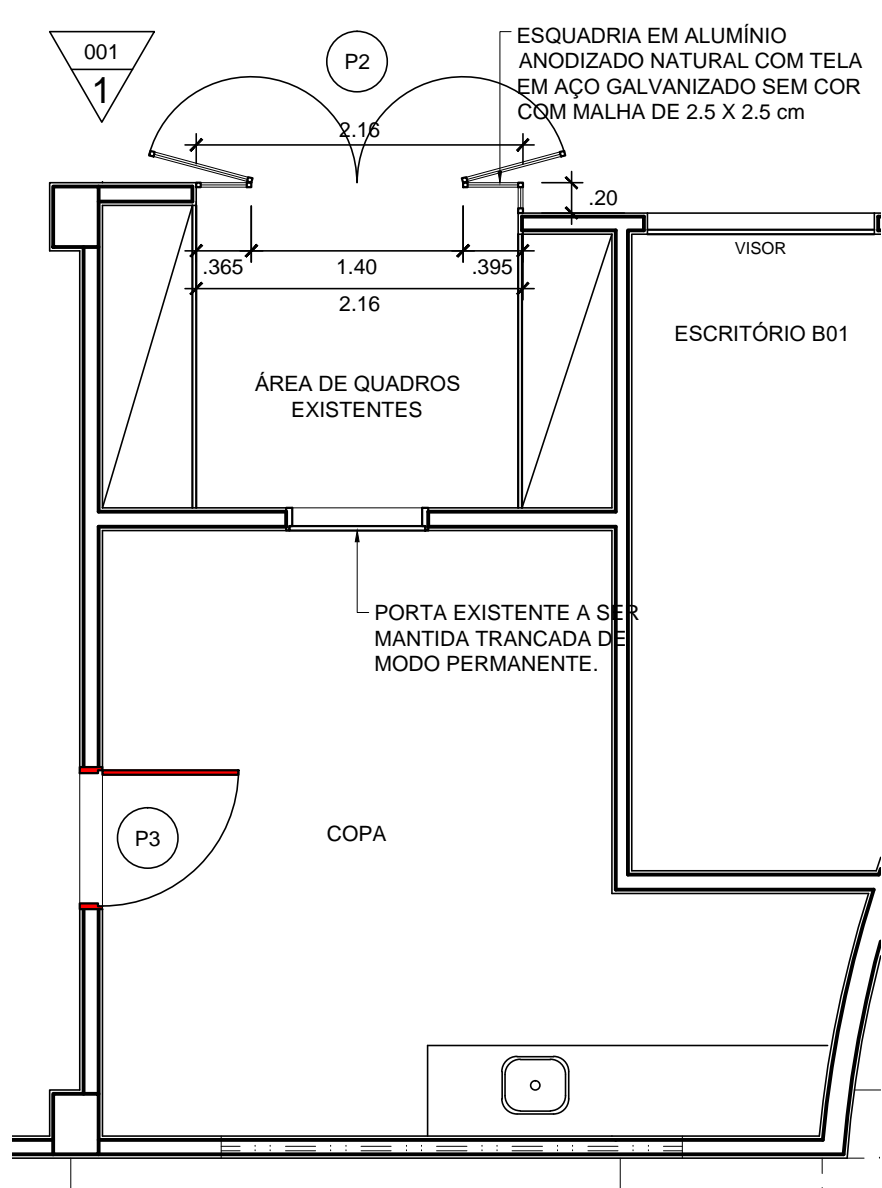 001
1
P2
ESQUADRIA EM ALUMÍNIO
ANODIZADO NATURAL COM TELA
EM AÇO GALVANIZADO SEM COR
COM MALHA DE 2.5 X 2.5 cm
2.16
.20
.365
1.40
.395
2.16
VISOR
ESCRITÓRIO B01
ÁREA DE QUADROS
EXISTENTES
PORTA EXISTENTE A SER
MANTIDA TRANCADA DE
MODO PERMANENTE.
P3
COPA